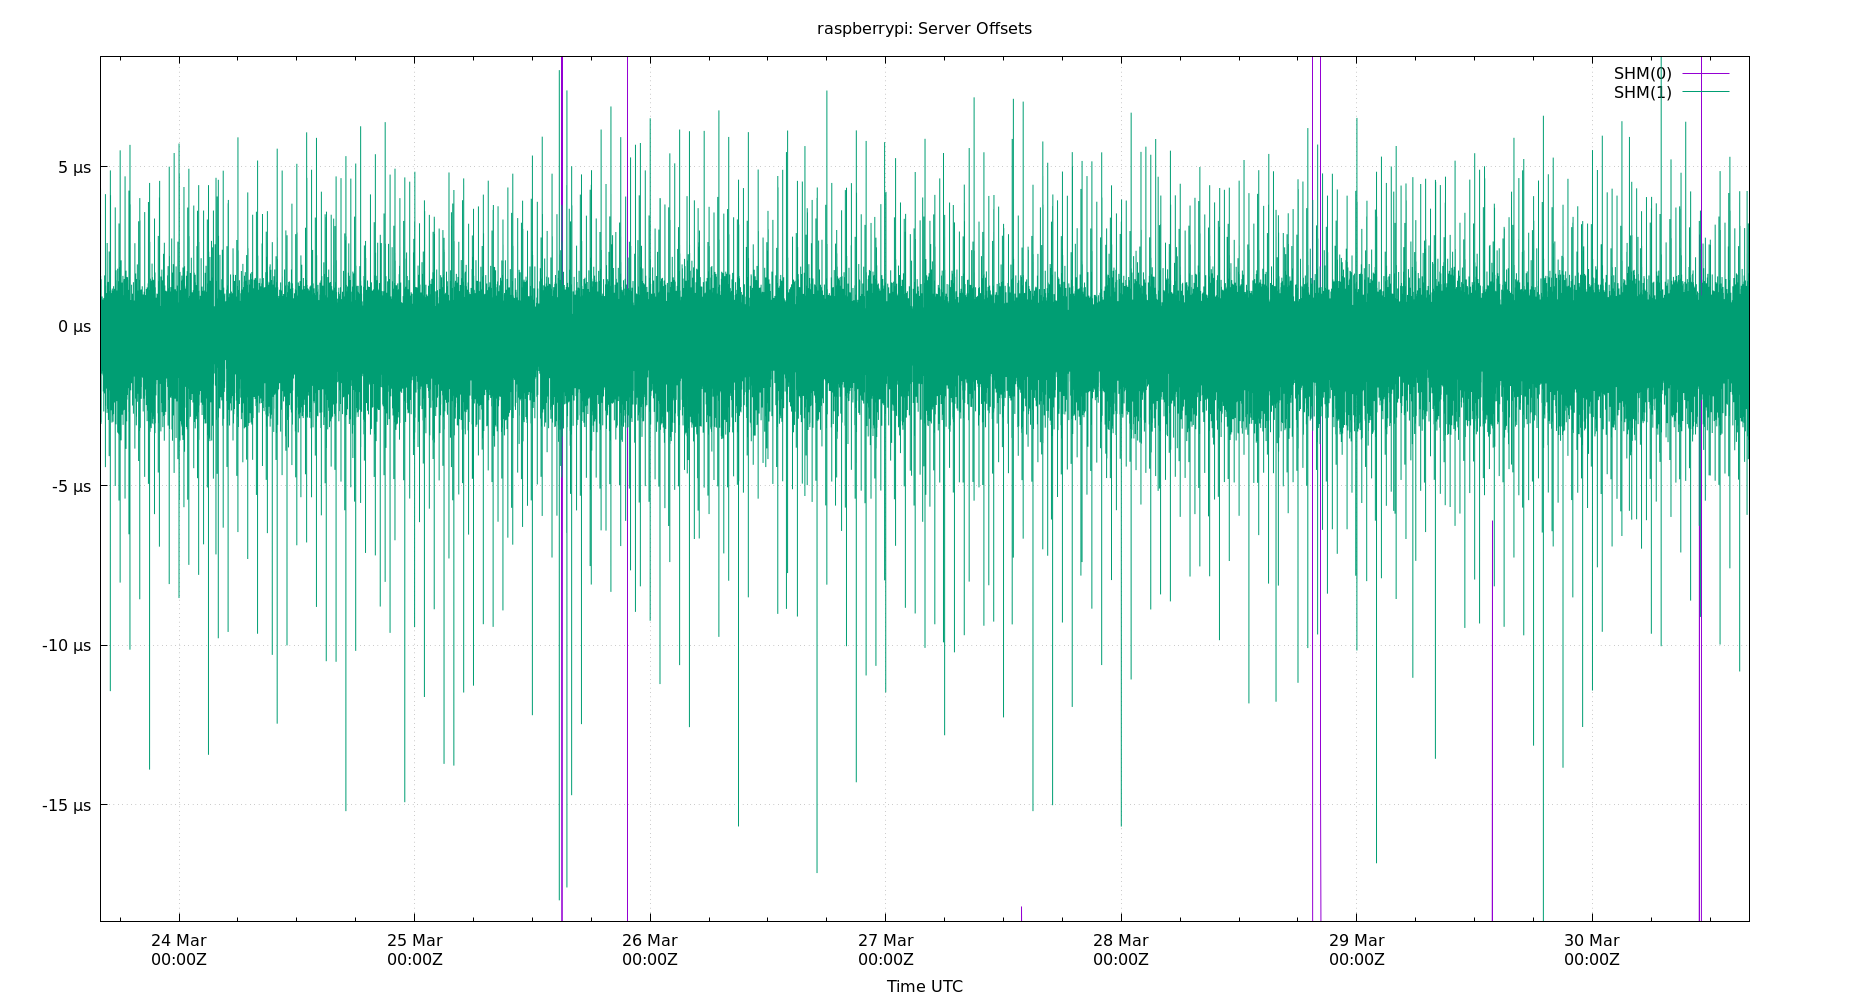 raspberrypi: Server Offsets
SHM(0)
SHM(1)
5 µs
0 µs
-5 µs
-10 µs
-15 µs
24 Mar 25 Mar 26 Mar 27 Mar 28 Mar 29 Mar 30 Mar
00:00Z 00:00Z 00:00Z 00:00Z 00:00Z 00:00Z 00:00Z
Time UTC